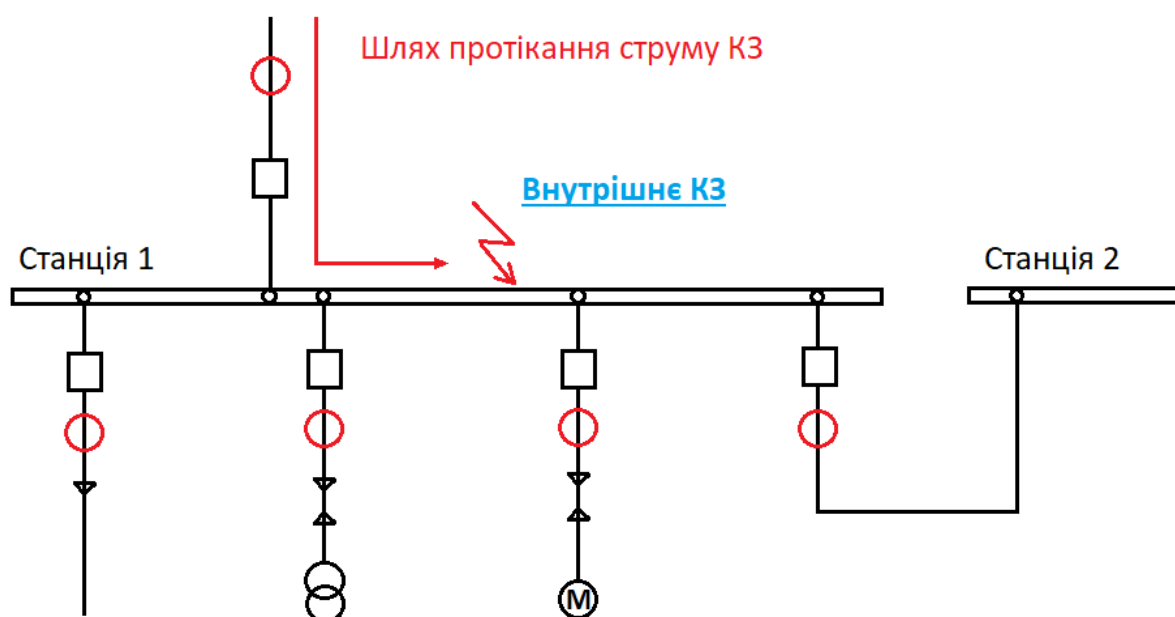 Шлях протікання струму КЗ
Внутрішнє КЗ
Станція 1
Станція 2
М